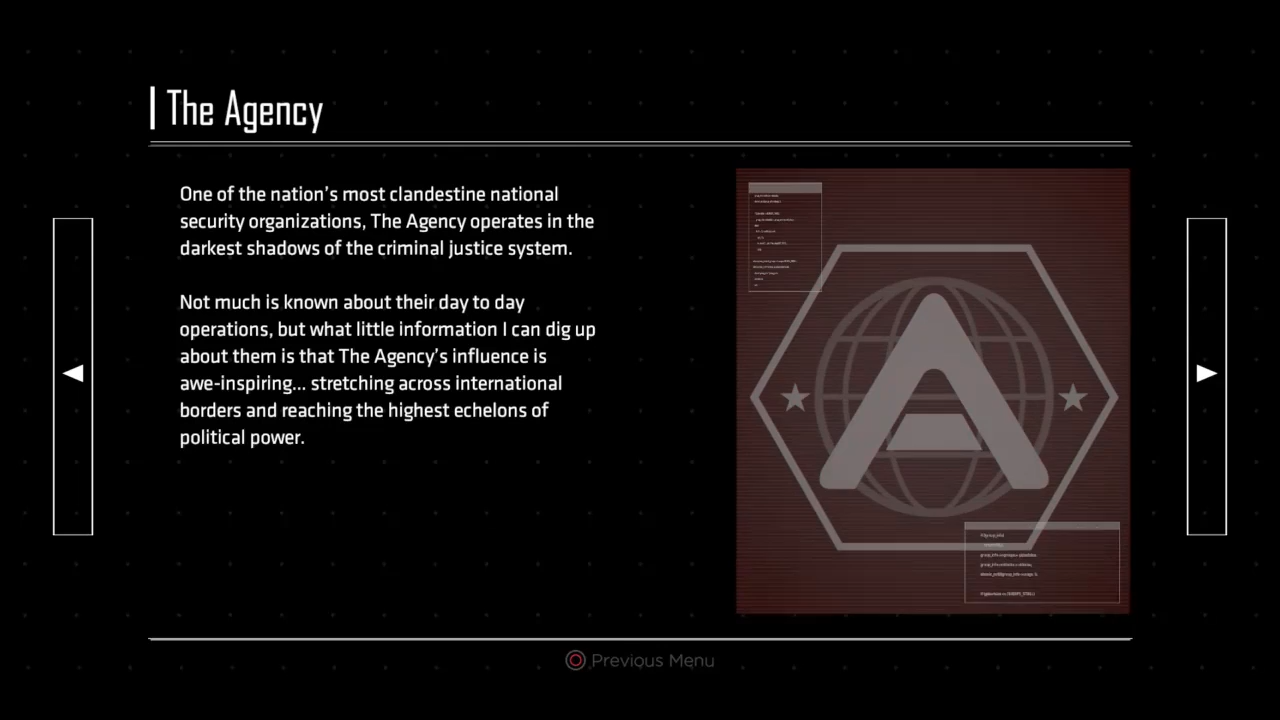 The Agency
One of the nation's most clandestine national
security organizations, The Agency operates in the
darkest shadows of the criminal justice system.
Not much is known about their day to day
operations, but what little information I can dig up
about them is that The Agency's influence is
awe-inspiring... stretching across international
borders and reaching the highest echelons of
political power.
Previous Menu